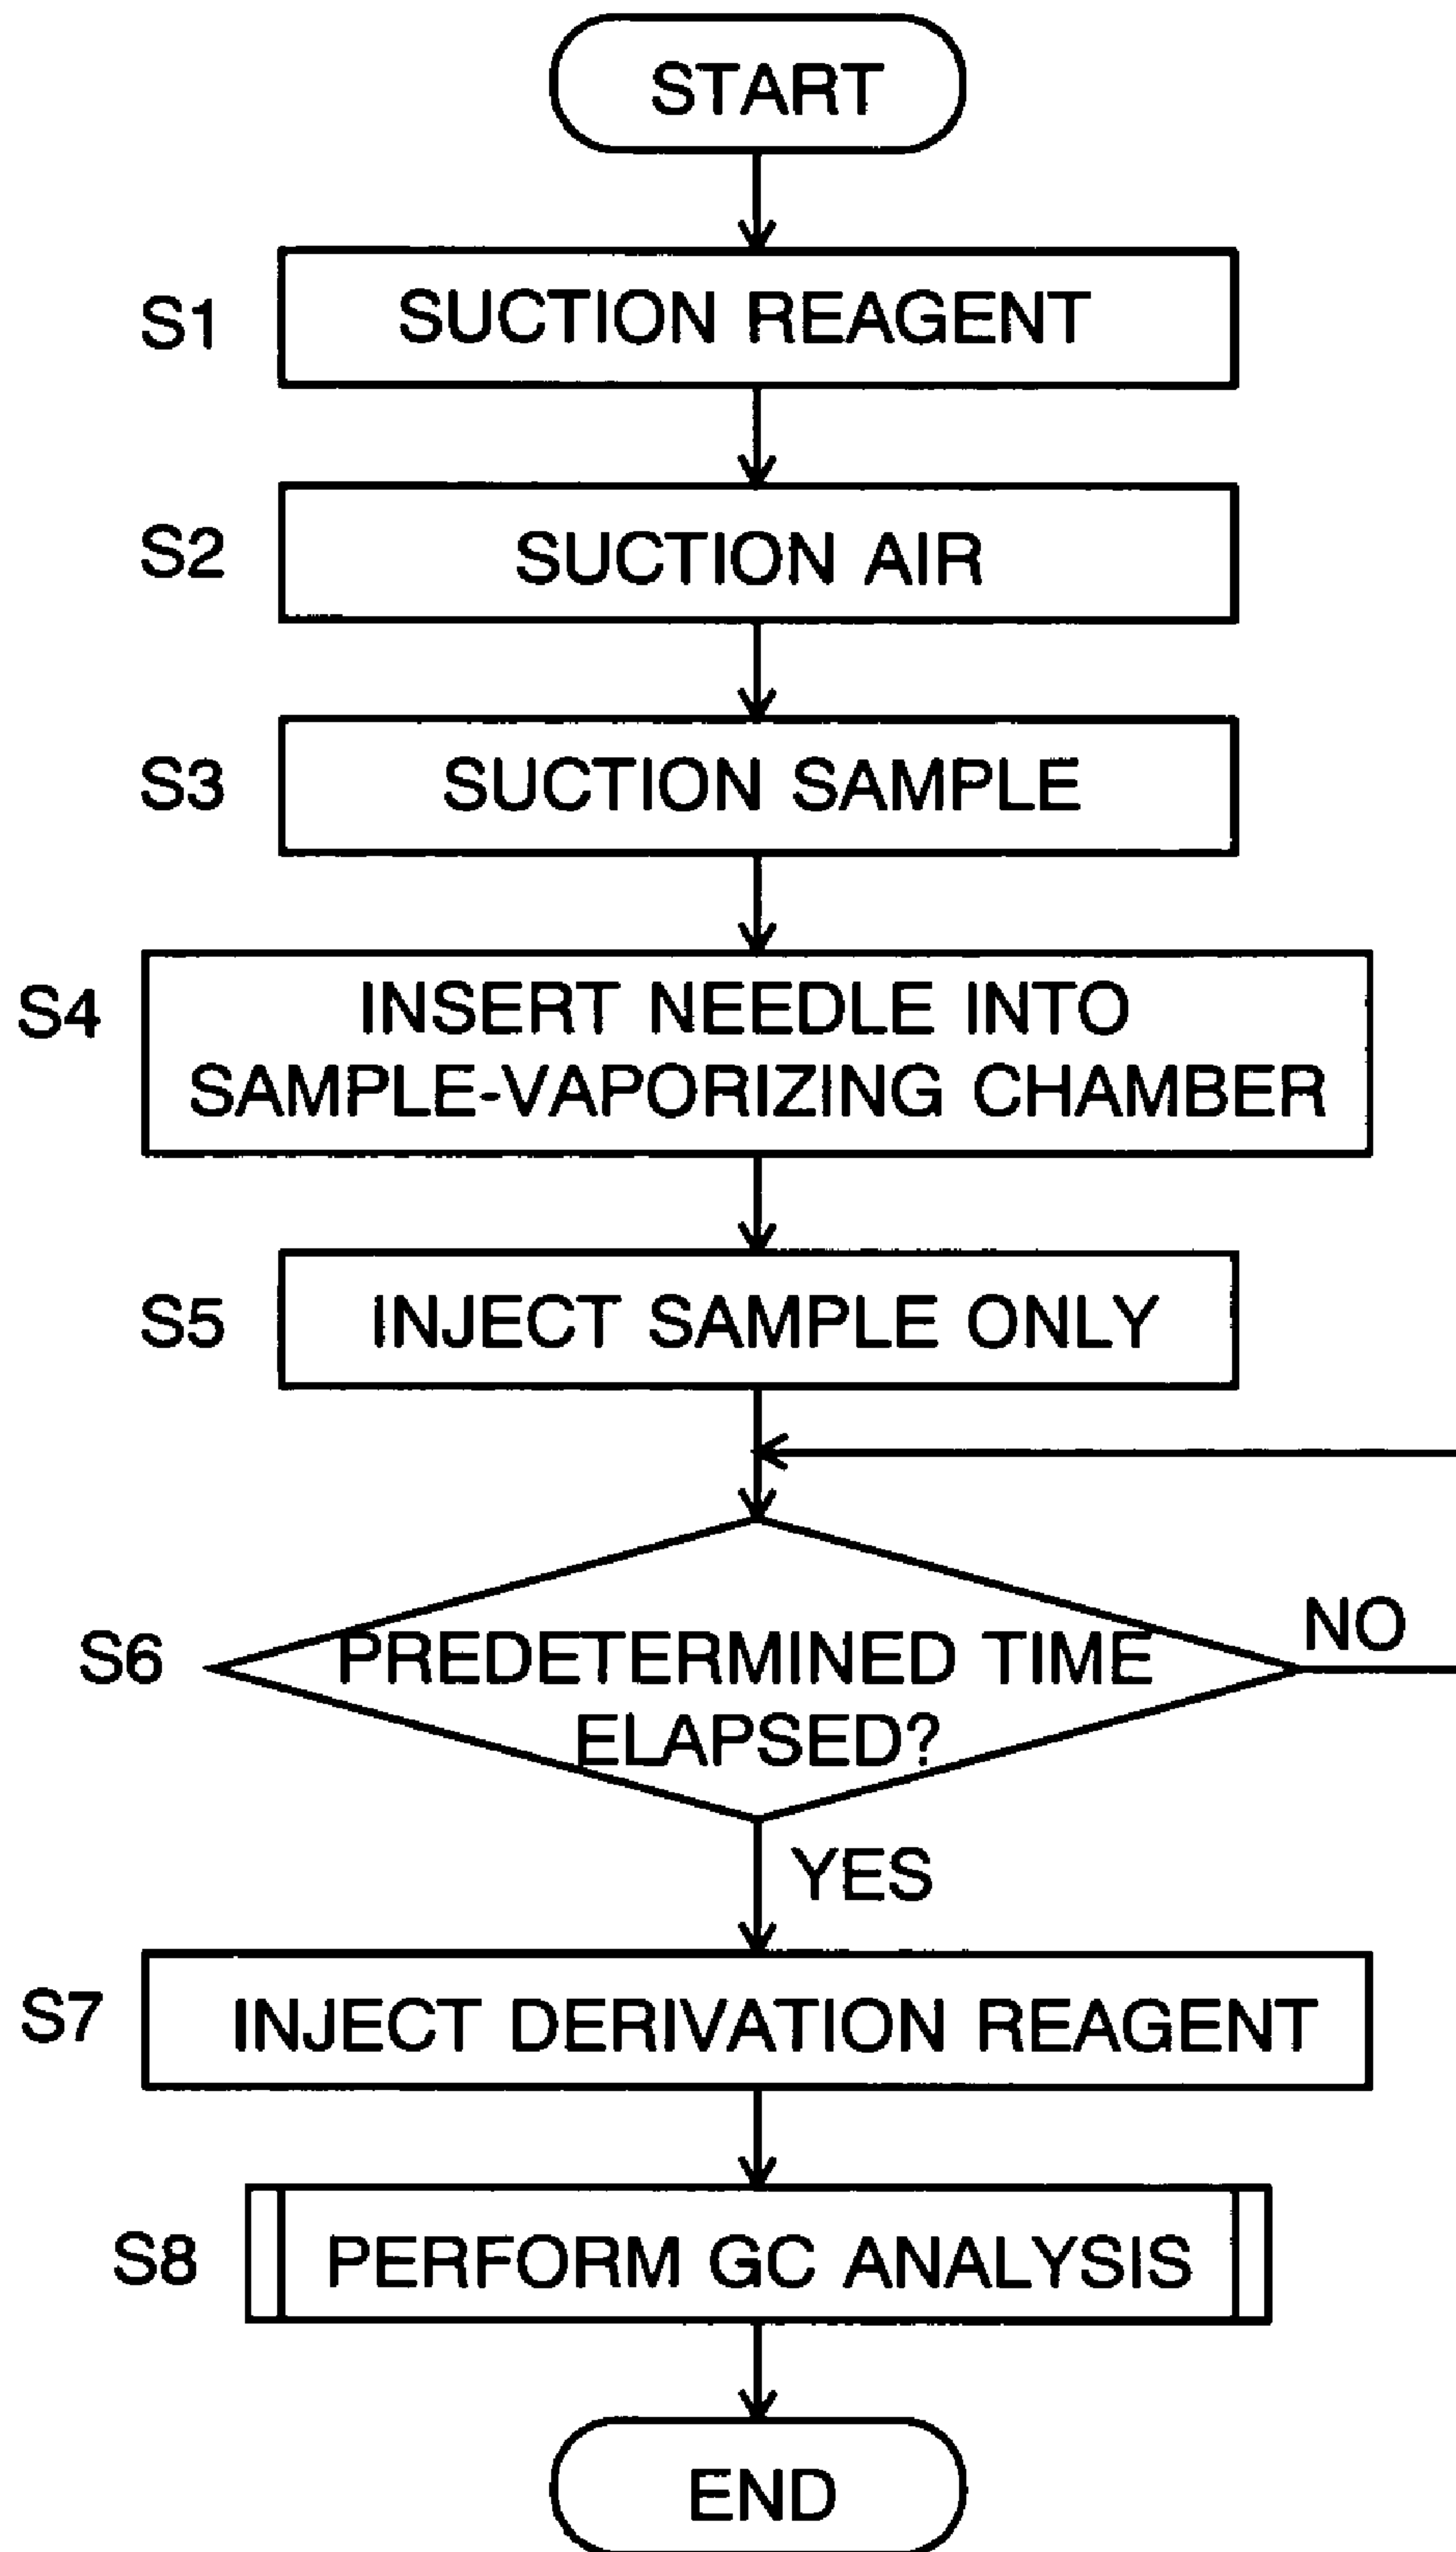 START
S1
SUCTION REAGENT
S2
SUCTION AIR
S3
SUCTION SAMPLE
S4
INSERT NEEDLE INTO
SAMPLE-VAPORIZING CHAMBER
S5
INJECT SAMPLE ONLY
S6
PREDETERMINED TIME
ELAPSED?
NO
YES
S7
INJECT DERIVATION REAGENT
S8
PERFORM GC ANALYSIS
END